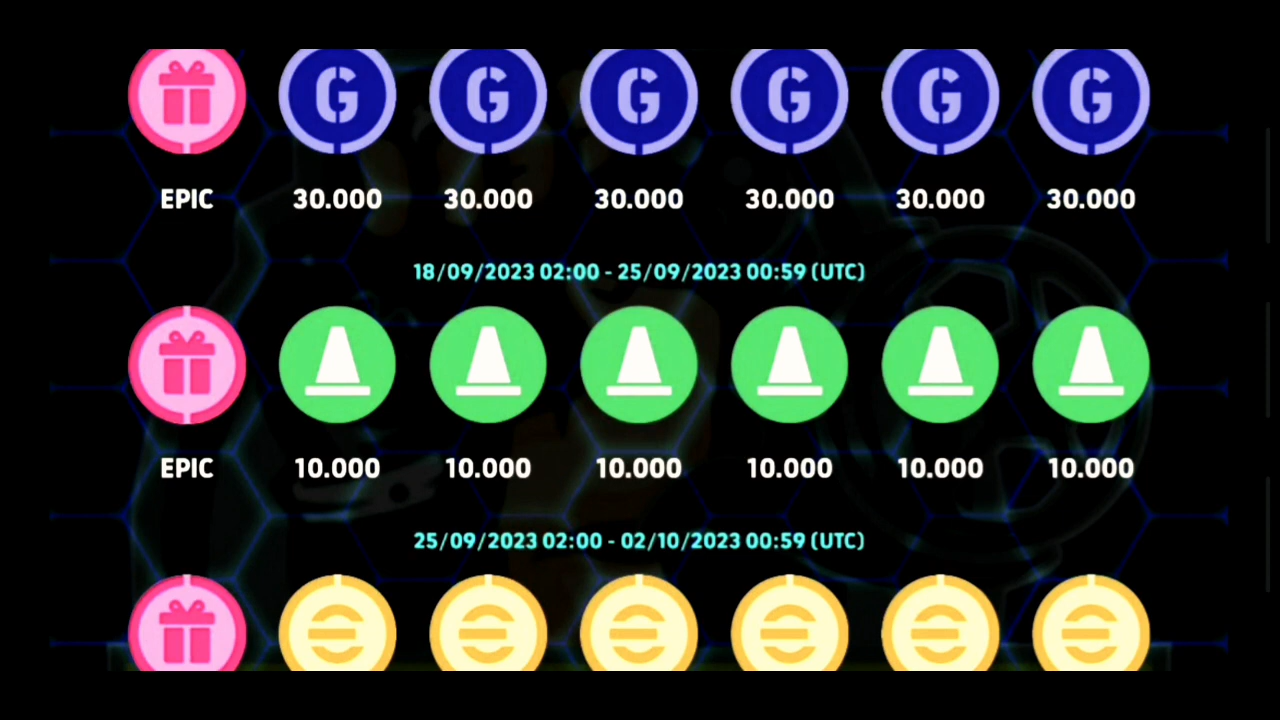 G G G G G G
EPIC 30.000 30.000 30.000 30.000 30.000 30.000
18/09/2023 02:00 - 25/09/2023 00:59 (UTC)
EPIC 10.000 10.000 10.000 10.000 10.000 10.000
25/09/2023 02:00 - 02/10/2023 00:59 (UTC)